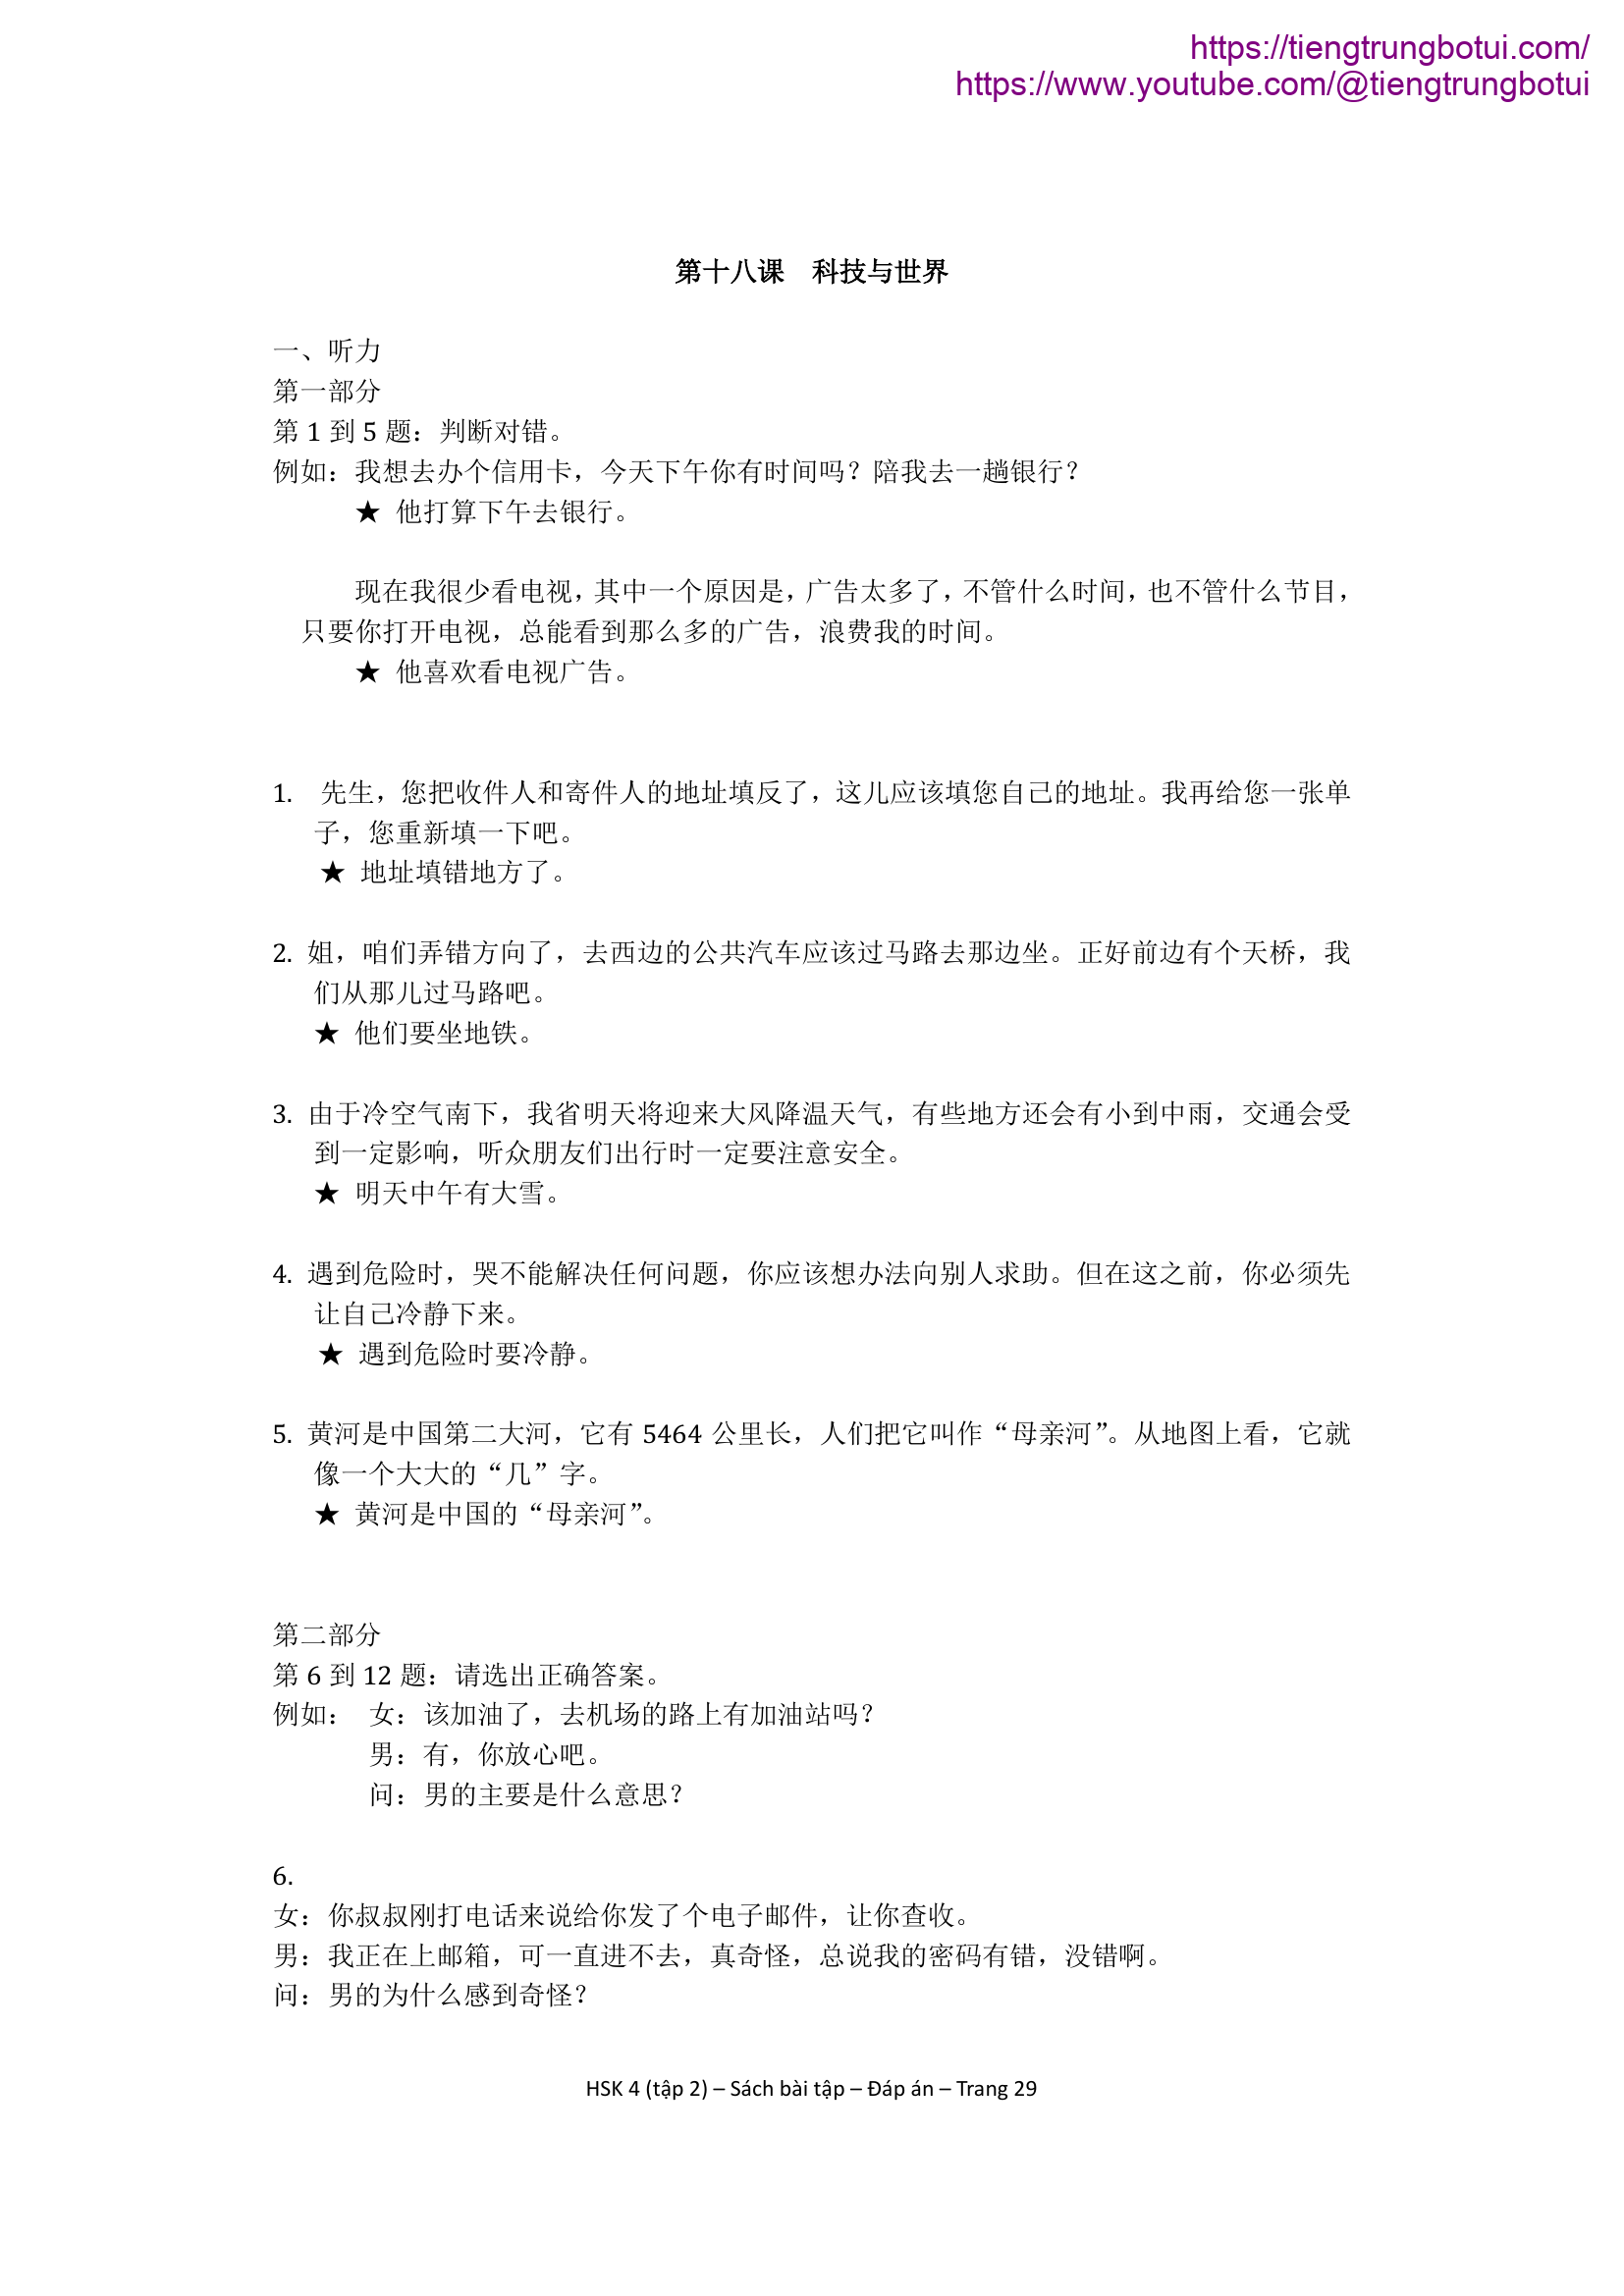 https://tiengtrungbotui.com/
https://www.youtube.com/@tiengtrungbotui
第十八课　科技与世界
一、听力
第一部分
第 1 到 5 题：判断对错。
例如：我想去办个信用卡，今天下午你有时间吗？陪我去一趟银行？
★ 他打算下午去银行。
现在我很少看电视，其中一个原因是，广告太多了，不管什么时间，也不管什么节目，
只要你打开电视，总能看到那么多的广告，浪费我的时间。
★ 他喜欢看电视广告。
1. 先生，您把收件人和寄件人的地址填反了，这儿应该填您自己的地址。我再给您一张单
子，您重新填一下吧。
★ 地址填错地方了。
2. 姐，咱们弄错方向了，去西边的公共汽车应该过马路去那边坐。正好前边有个天桥，我
们从那儿过马路吧。
★ 他们要坐地铁。
3. 由于冷空气南下，我省明天将迎来大风降温天气，有些地方还会有小到中雨，交通会受
到一定影响，听众朋友们出行时一定要注意安全。
★ 明天中午有大雪。
4. 遇到危险时，哭不能解决任何问题，你应该想办法向别人求助。但在这之前，你必须先
让自己冷静下来。
★ 遇到危险时要冷静。
5. 黄河是中国第二大河，它有 5464 公里长，人们把它叫作“母亲河”。从地图上看，它就
像一个大大的“几”字。
★ 黄河是中国的“母亲河”。
第二部分
第 6 到 12 题：请选出正确答案。
例如： 女：该加油了，去机场的路上有加油站吗？
男：有，你放心吧。
问：男的主要是什么意思？
6.
女：你叔叔刚打电话来说给你发了个电子邮件，让你查收。
男：我正在上邮箱，可一直进不去，真奇怪，总说我的密码有错，没错啊。
问：男的为什么感到奇怪？
HSK 4 (tập 2) – Sách bài tập – Đáp án – Trang 29